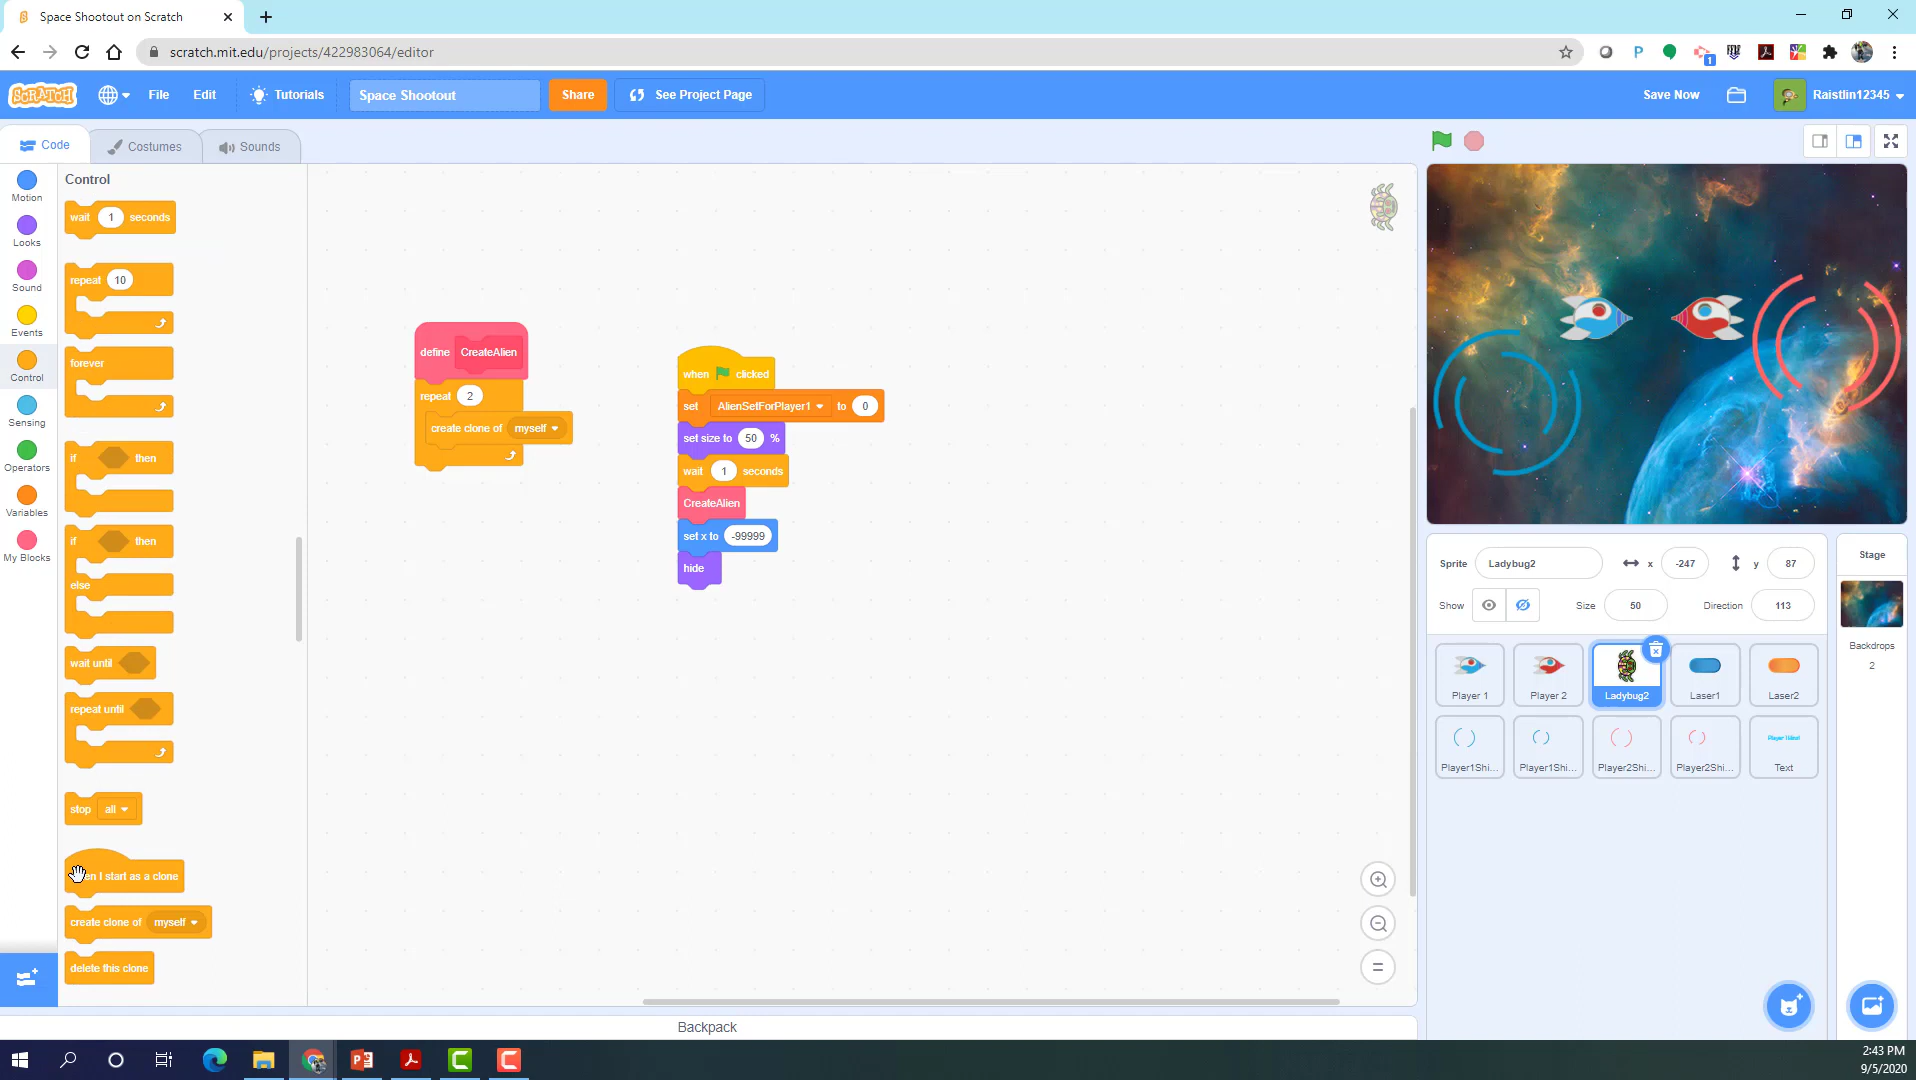 Space Shootout on Scratch
scratch.mit.edu/projects/422983064/editor
1
SCRATCH
File
Edit
Tutorials
Space Shootout
Share
See Project Page
Save Now
Raistlin12345
Code
Costumes
Sounds
Motion
Looks
Sound
Events
Control
Sensing
Operators
Variables
My Blocks
Control
wait 1 seconds
repeat 10
forever
if then
if then
else
wait until
repeat until
stop all
en I start as a clone
create clone of myself
delete this clone
define CreateAlien
repeat 2
create clone of myself
when clicked
set AlienSetForPlayer1 to 0
set size to 50 %
wait 1 seconds
CreateAlien
set x to -99999
hide
Backpack
Sprite Ladybug2 x -247 y 87
Show Size 50 Direction 113
Player 1
Player 2
Ladybug2
Laser1
Laser2
Player1Shi...
Player1Shi...
Player2Shi...
Player2Shi...
Text
Stage
Backdrops
2
2:43 PM
9/5/2020